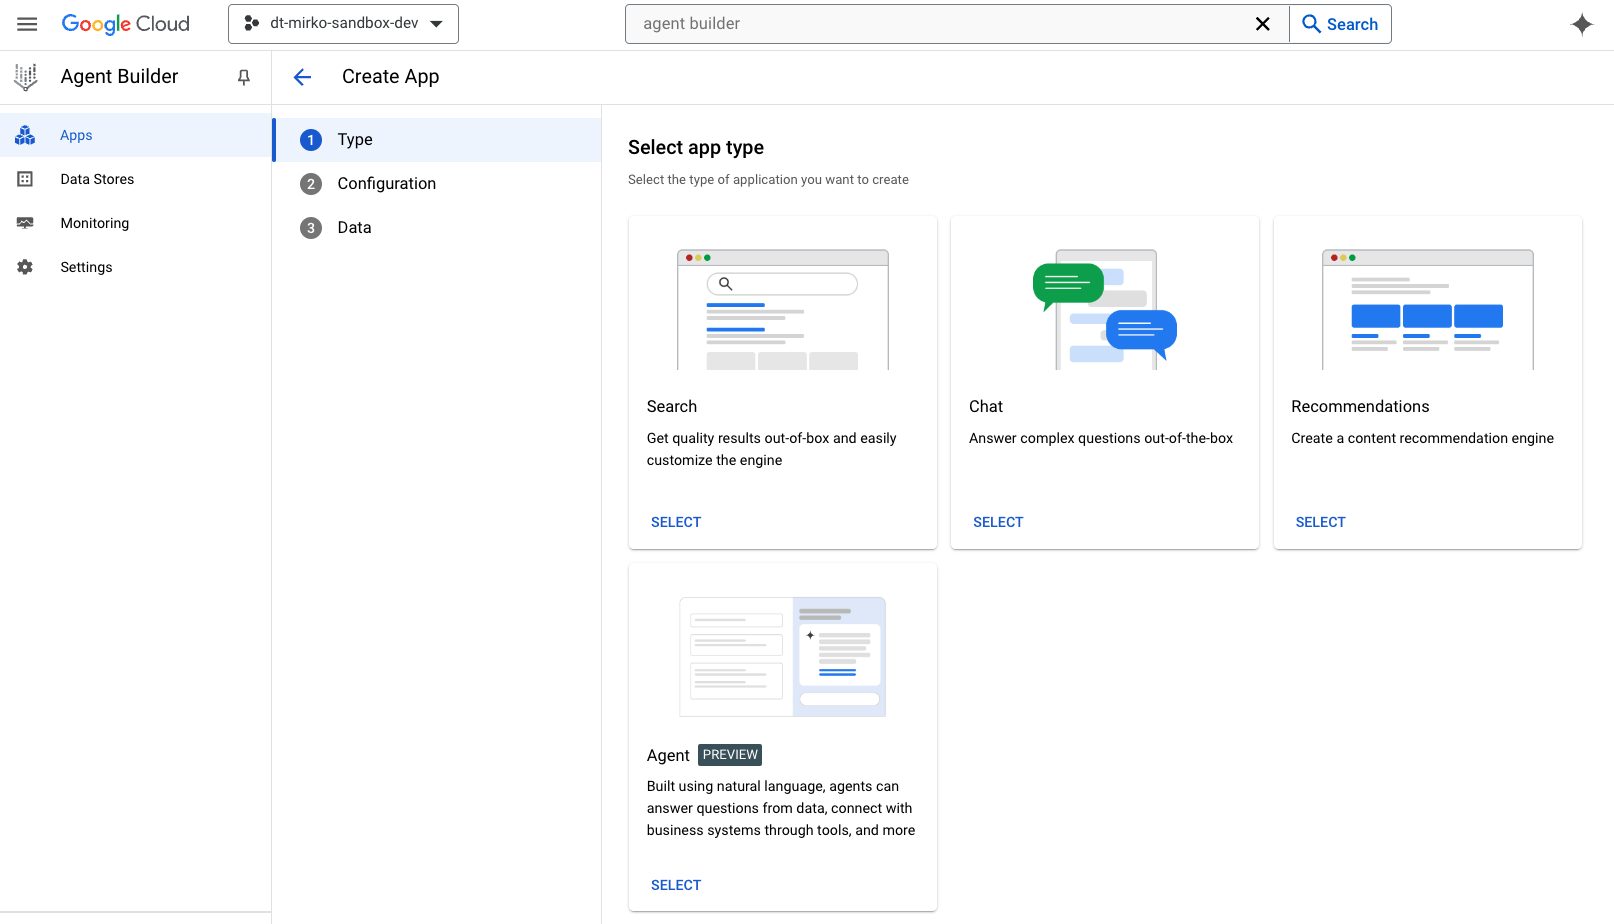 Google Cloud
dt-mirko-sandbox-dev
agent builder
Search
Agent Builder
Create App
Apps
Data Stores
Monitoring
Settings
1 Type
2 Configuration
3 Data
Select app type
Select the type of application you want to create
Search
Get quality results out-of-box and easily
customize the engine
SELECT
Chat
Answer complex questions out-of-the-box
SELECT
Recommendations
Create a content recommendation engine
SELECT
Agent PREVIEW
Built using natural language, agents can
answer questions from data, connect with
business systems through tools, and more
SELECT